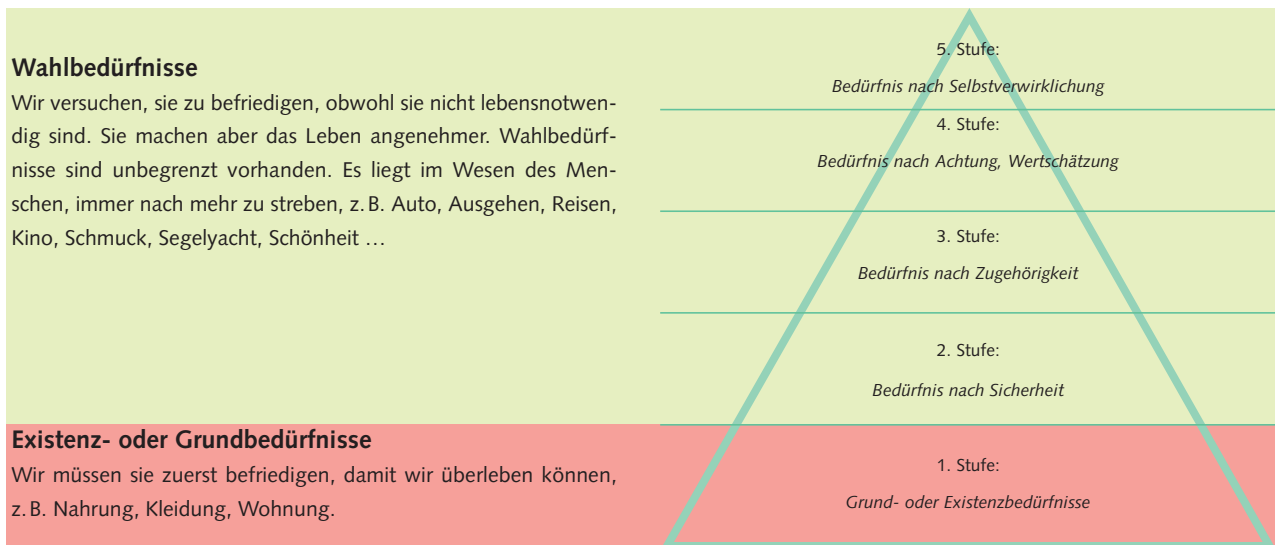 Wahlbedürfnisse
Wir versuchen, sie zu befriedigen, obwohl sie nicht lebensnotwen-
dig sind. Sie machen aber das Leben angenehmer. Wahlbedürf-
nisse sind unbegrenzt vorhanden. Es liegt im Wesen des Men-
schen, immer nach mehr zu streben, z. B. Auto, Ausgehen, Reisen,
Kino, Schmuck, Segelyacht, Schönheit …
Existenz- oder Grundbedürfnisse
Wir müssen sie zuerst befriedigen, damit wir überleben können,
z. B. Nahrung, Kleidung, Wohnung.
5. Stufe:
Bedürfnis nach Selbstverwirklichung
4. Stufe:
Bedürfnis nach Achtung, Wertschätzung
3. Stufe:
Bedürfnis nach Zugehörigkeit
2. Stufe:
Bedürfnis nach Sicherheit
1. Stufe:
Grund- oder Existenzbedürfnisse